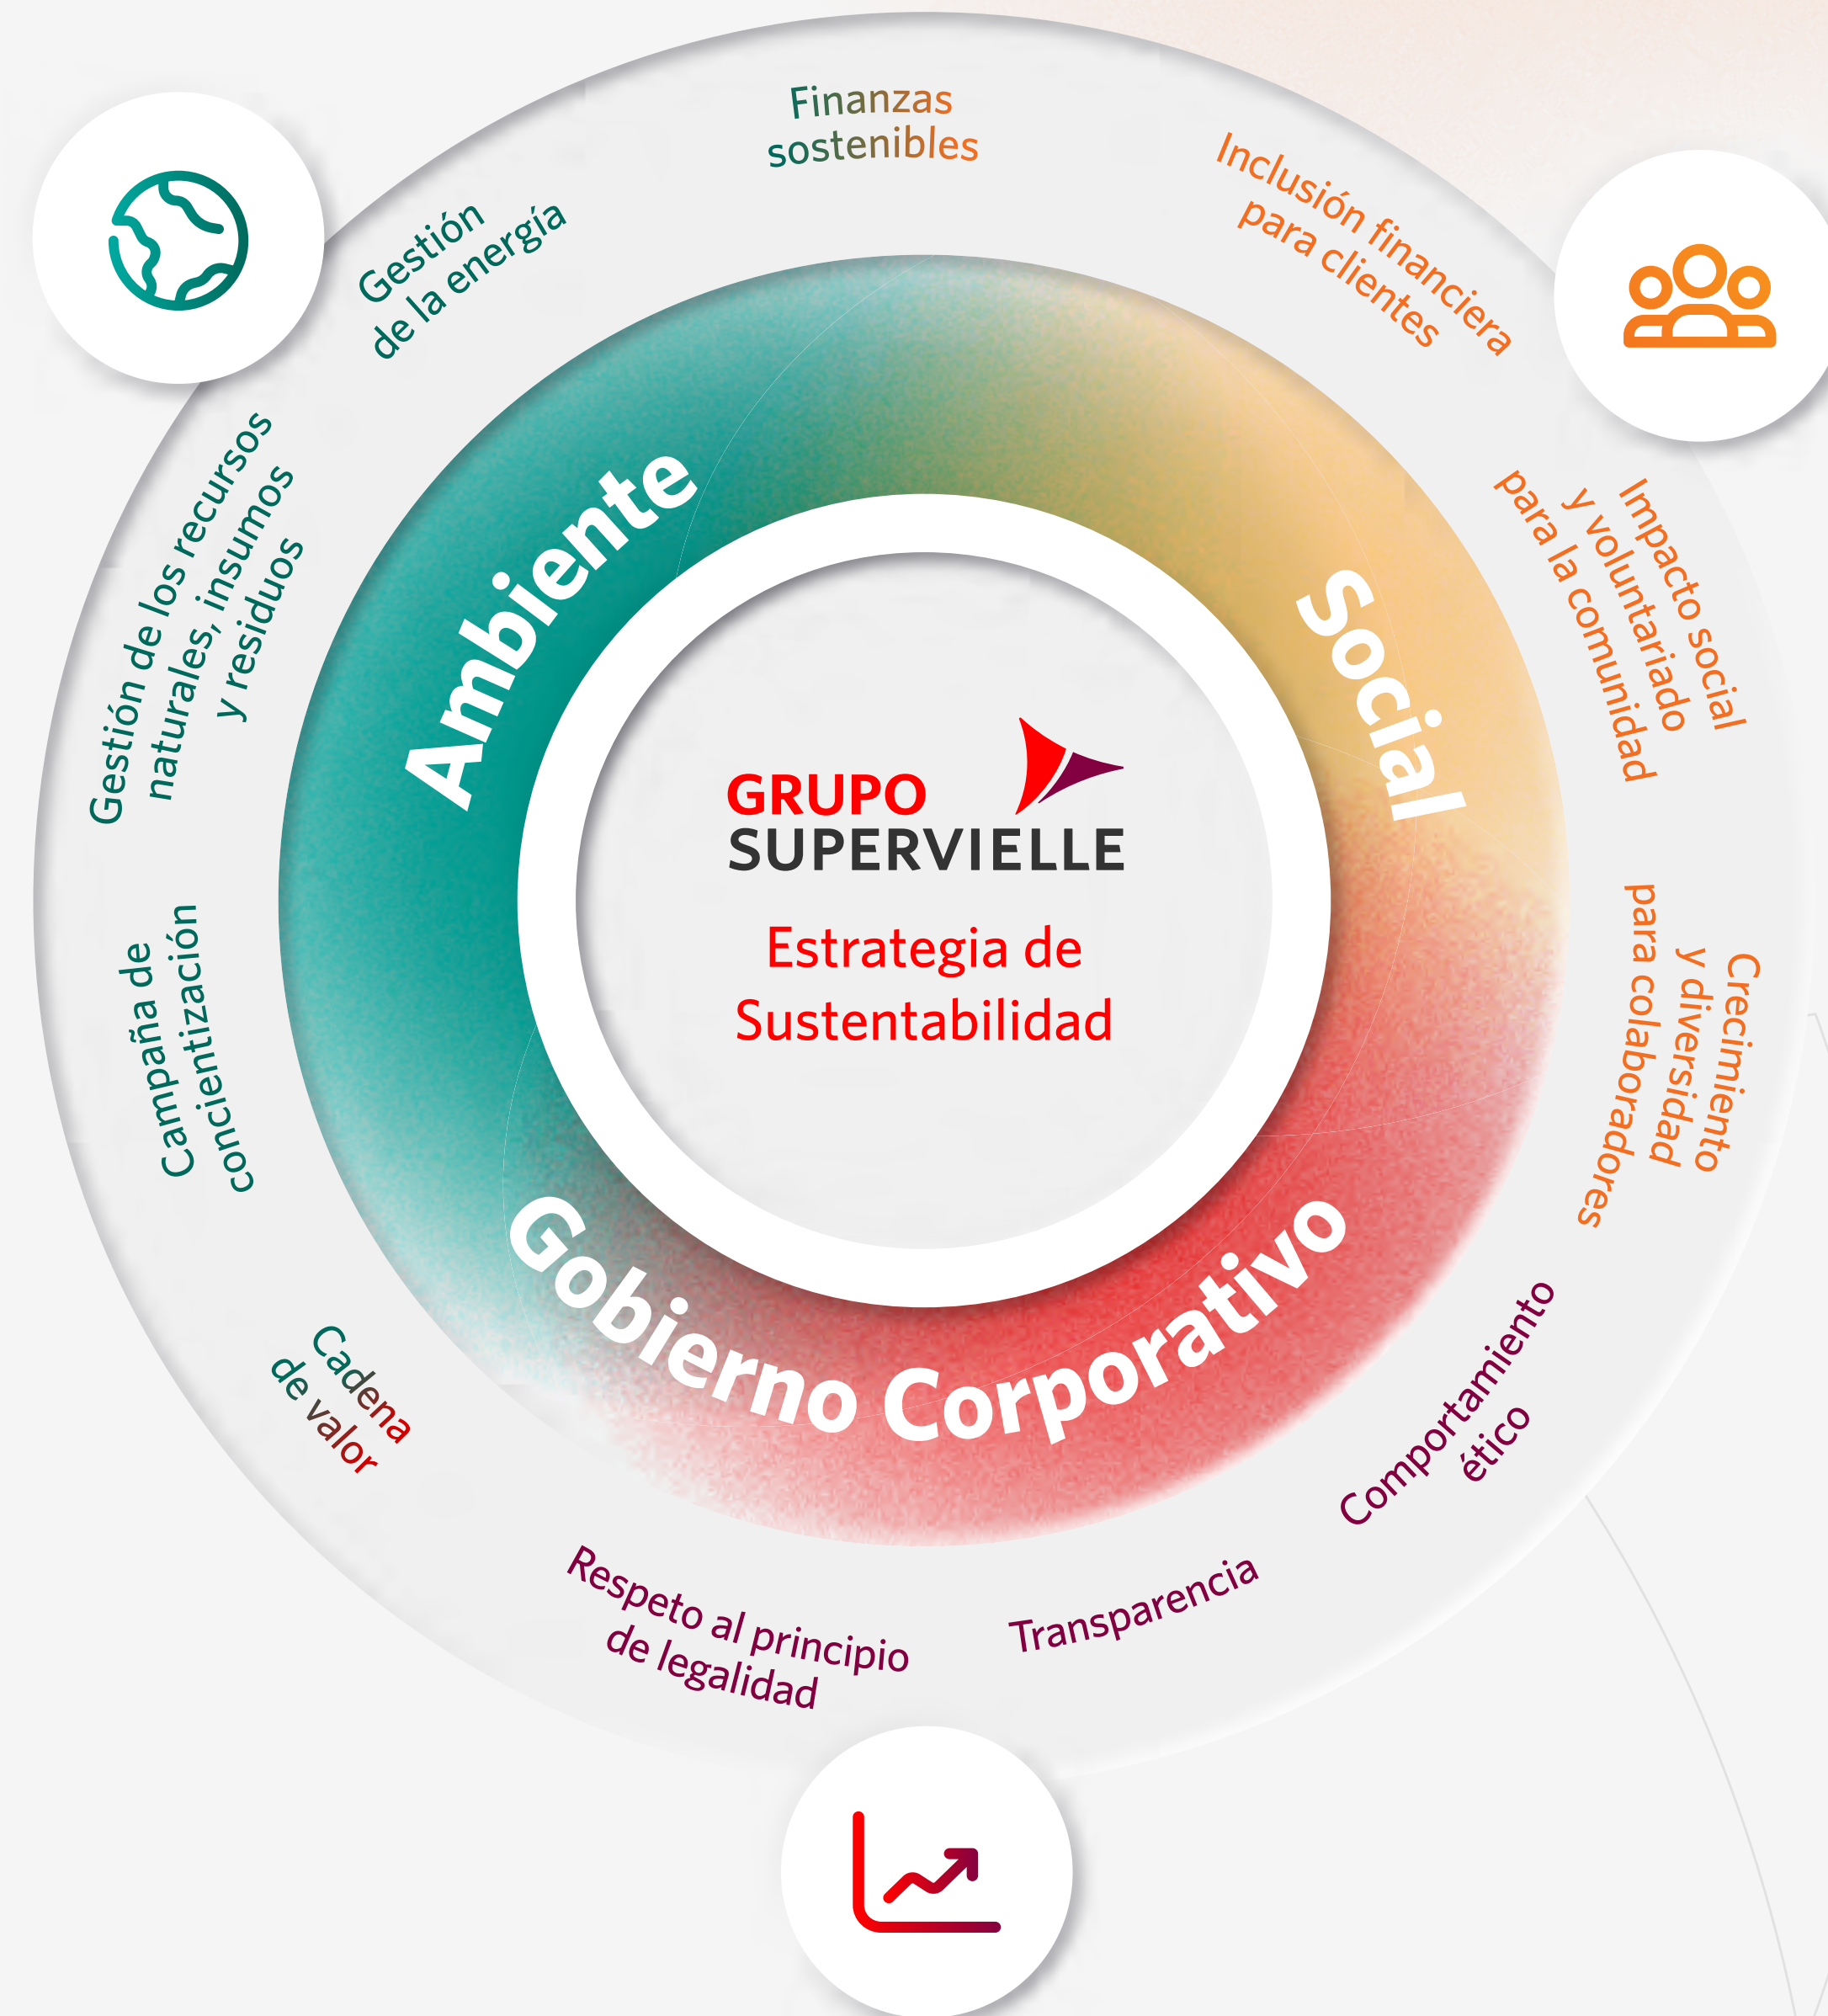 Finanzas
sostenibles
Inclusión financiera
para clientes
Impacto social
y voluntariado
para la comunidad
Crecimiento
y diversidad
para colaboradores
Comportamiento
ético
Transparencia
Respeto al principio
de legalidad
Cadena
de valor
Campaña de
concientización
Gestión de los recursos
naturales, insumos
y residuos
Gestión
de la energía
Ambiente
Social
Gobierno Corporativo
GRUPO
SUPERVIELLE
Estrategia de
Sustentabilidad